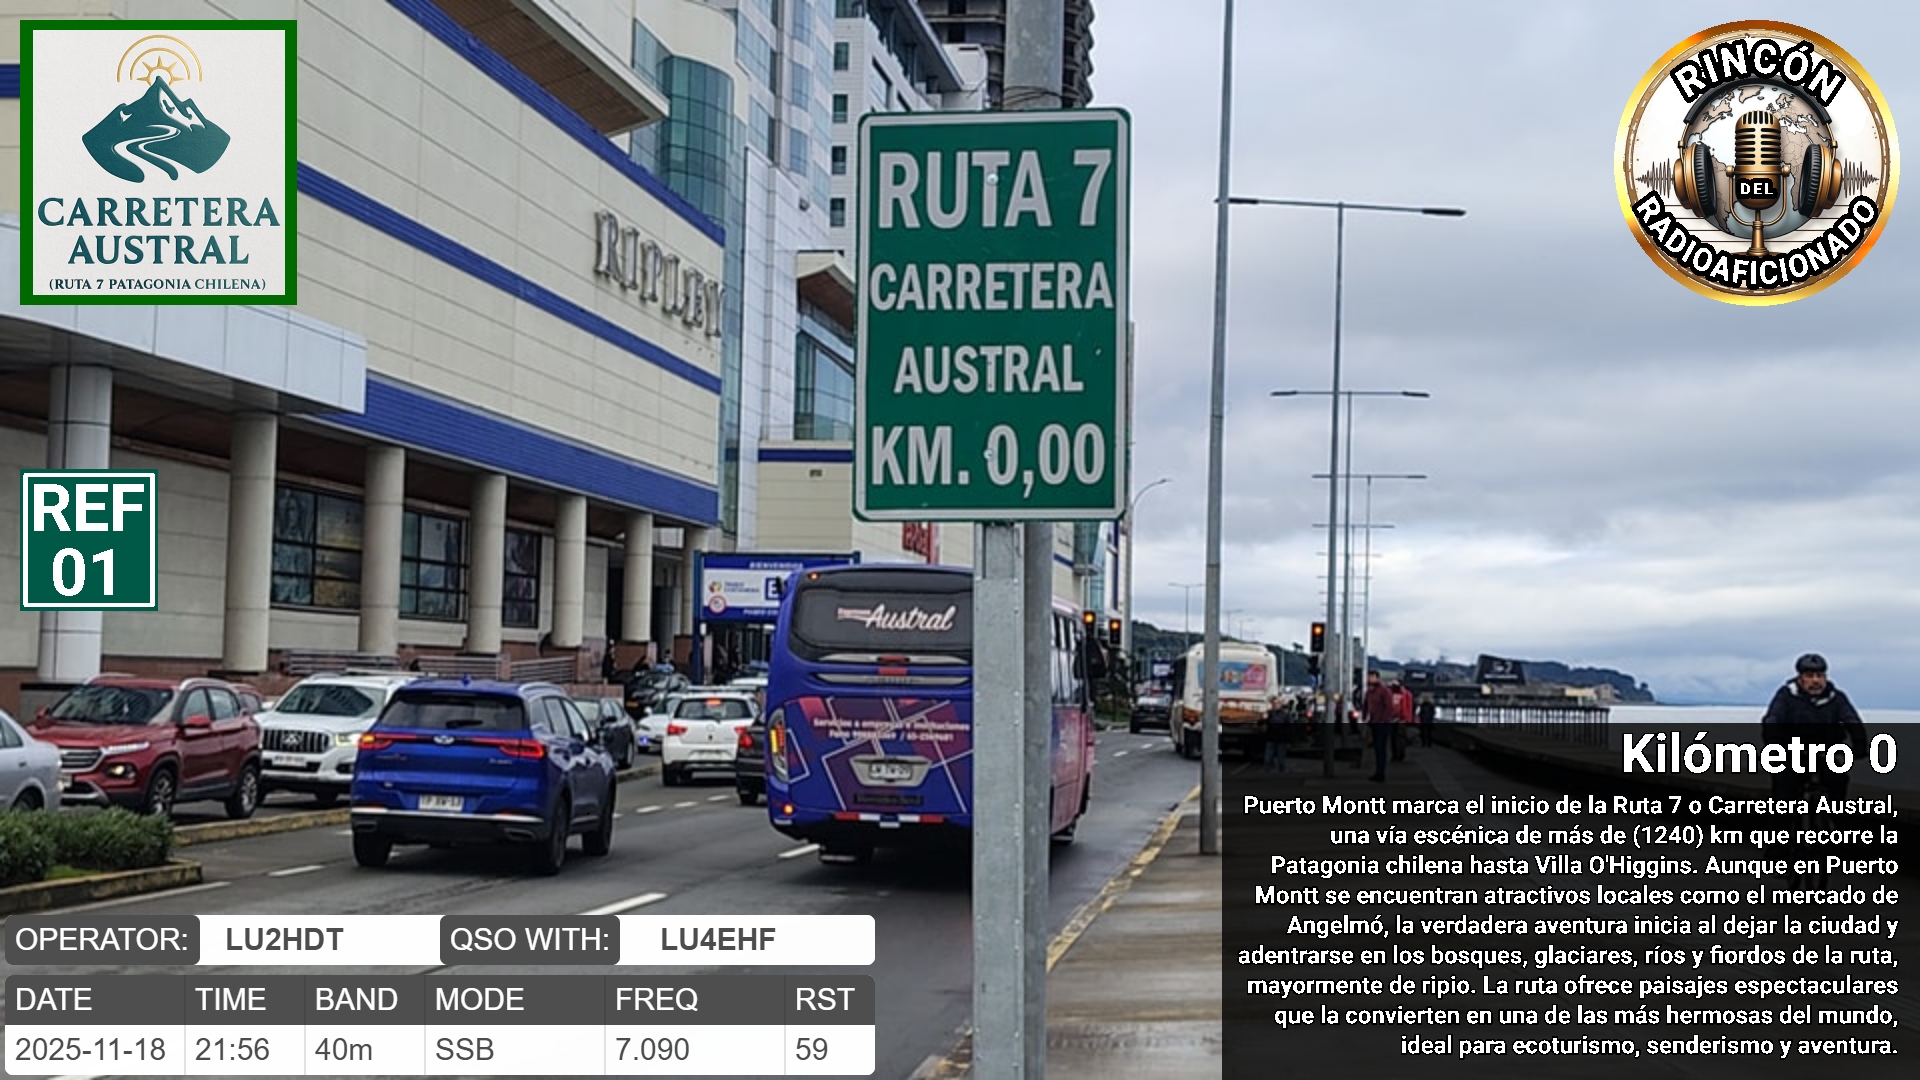 CARRETERA
AUSTRAL
(RUTA 7 PATAGONIA CHILENA)
RINCÓN
DEL
RADIOAFICIONADO
RUTA 7
CARRETERA
AUSTRAL
KM. 0,00
RIPLEY
REF
01
BIENVENIDOS
Austral
Servicios a empresas e instituciones
Kilómetro 0
Puerto Montt marca el inicio de la Ruta 7 o Carretera Austral,
una vía escénica de más de (1240) km que recorre la
Patagonia chilena hasta Villa O'Higgins. Aunque en Puerto
Montt se encuentran atractivos locales como el mercado de
Angelmó, la verdadera aventura inicia al dejar la ciudad y
adentrarse en los bosques, glaciares, ríos y fiordos de la ruta,
mayormente de ripio. La ruta ofrece paisajes espectaculares
que la convierten en una de las más hermosas del mundo,
ideal para ecoturismo, senderismo y aventura.
OPERATOR: LU2HDT QSO WITH: LU4EHF
DATE TIME BAND MODE FREQ RST
2025-11-18 21:56 40m SSB 7.090 59